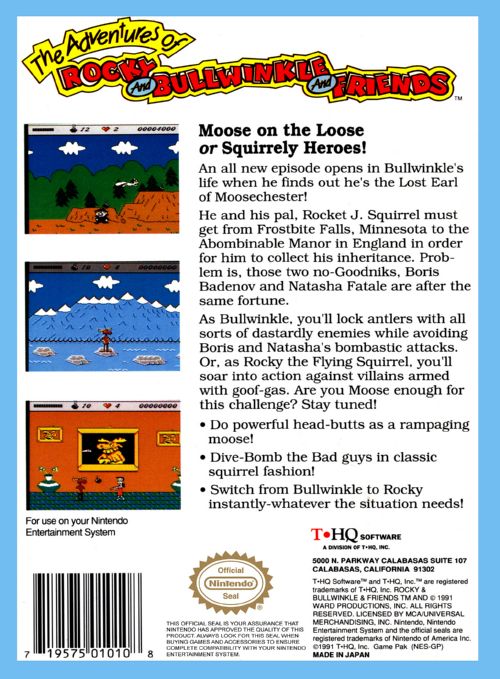 The Adventures of
ROCKY AND BULLWINKLE AND FRIENDS
TM
Moose on the Loose
or Squirrely Heroes!
An all new episode opens in Bullwinkle's
life when he finds out he's the Lost Earl
of Moosechester!
He and his pal, Rocket J. Squirrel must
get from Frostbite Falls, Minnesota to the
Abombinable Manor in England in order
for him to collect his inheritance. Prob-
lem is, those two no-Goodniks, Boris
Badenov and Natasha Fatale are after the
same fortune.
As Bullwinkle, you'll lock antlers with all
sorts of dastardly enemies while avoiding
Boris and Natasha's bombastic attacks.
Or, as Rocky the Flying Squirrel, you'll
soar into action against villains armed
with goof-gas. Are you Moose enough for
this challenge? Stay tuned!
• Do powerful head-butts as a rampaging
moose!
• Dive-Bomb the Bad guys in classic
squirrel fashion!
• Switch from Bullwinkle to Rocky
instantly-whatever the situation needs!
12 2 00004000
4 00000000
10 4 00000000
For use on your Nintendo
Entertainment System
T•HQ SOFTWARE
A DIVISION OF T•HQ, INC.
5000 N. PARKWAY CALABASAS SUITE 107
CALABASAS, CALIFORNIA 91302
T•HQ Software™ and T•HQ, Inc.™ are registered
trademarks of T•HQ, Inc. ROCKY &
BULLWINKLE & FRIENDS TM AND © 1991
WARD PRODUCTIONS, INC. ALL RIGHTS
RESERVED. LICENSED BY MCA/UNIVERSAL
MERCHANDISING, INC. Nintendo, Nintendo
Entertainment System and the official seals are
registered trademarks of Nintendo of America Inc.
©1991 T•HQ, Inc. Game Pak (NES-GP)
MADE IN JAPAN
Official
Nintendo
Seal
THIS OFFICIAL SEAL IS YOUR ASSURANCE THAT
NINTENDO HAS APPROVED THE QUALITY OF THIS
PRODUCT. ALWAYS LOOK FOR THIS SEAL WHEN
BUYING GAMES AND ACCESSORIES TO ENSURE
COMPLETE COMPATIBILITY WITH YOUR NINTENDO
ENTERTAINMENT SYSTEM.
7 19575 01010 8